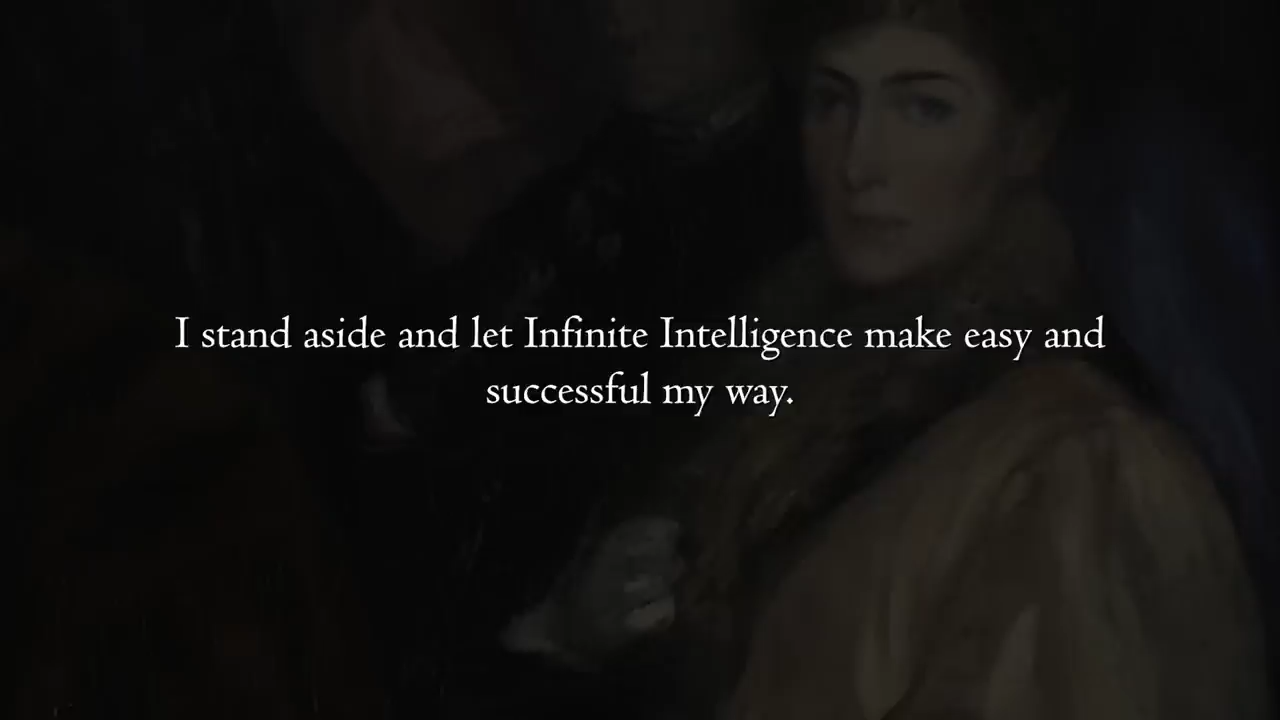 I stand aside and let Infinite Intelligence make easy and
successful my way.